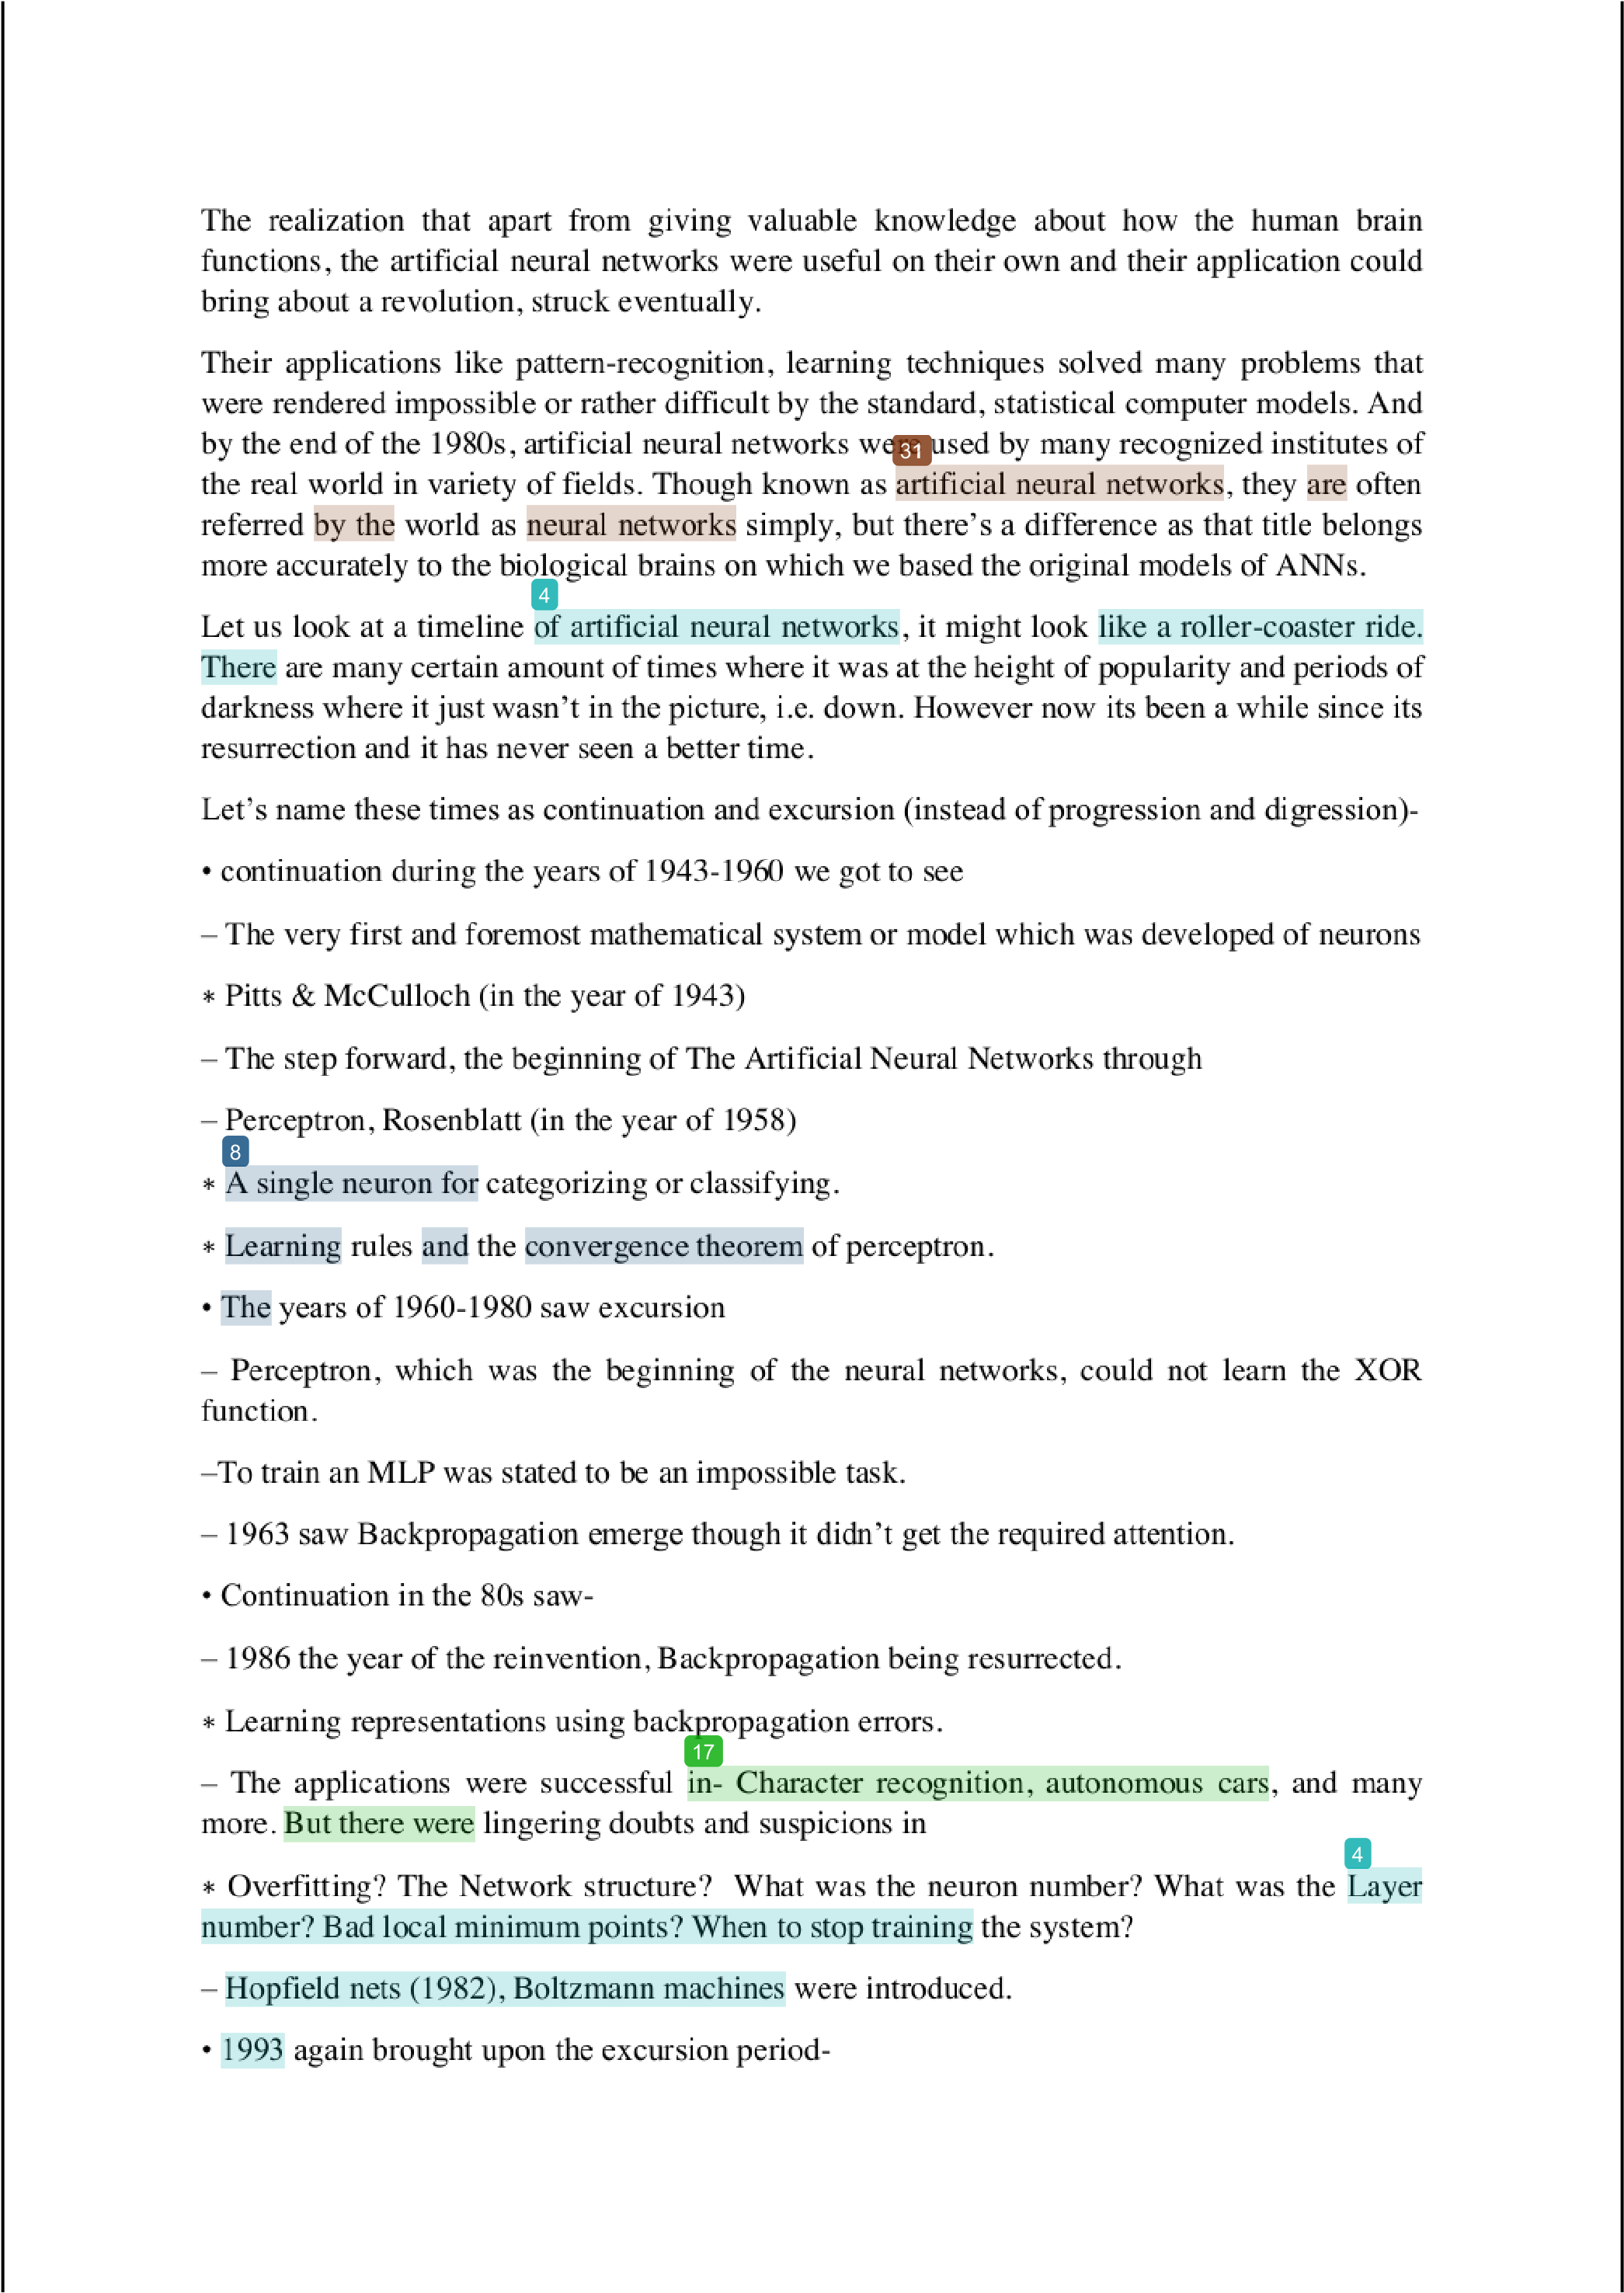 The realization that apart from giving valuable knowledge about how the human brain
functions, the artificial neural networks were useful on their own and their application could
bring about a revolution, struck eventually.
Their applications like pattern-recognition, learning techniques solved many problems that
were rendered impossible or rather difficult by the standard, statistical computer models. And
by the end of the 1980s, artificial neural networks were used by many recognized institutes of
31
the real world in variety of fields. Though known as artificial neural networks, they are often
referred by the world as neural networks simply, but there’s a difference as that title belongs
more accurately to the biological brains on which we based the original models of ANNs.
4
Let us look at a timeline of artificial neural networks, it might look like a roller-coaster ride.
There are many certain amount of times where it was at the height of popularity and periods of
darkness where it just wasn’t in the picture, i.e. down. However now its been a while since its
resurrection and it has never seen a better time.
Let’s name these times as continuation and excursion (instead of progression and digression)-
• continuation during the years of 1943-1960 we got to see
– The very first and foremost mathematical system or model which was developed of neurons
∗ Pitts & McCulloch (in the year of 1943)
– The step forward, the beginning of The Artificial Neural Networks through
– Perceptron, Rosenblatt (in the year of 1958)
8
∗ A single neuron for categorizing or classifying.
∗ Learning rules and the convergence theorem of perceptron.
• The years of 1960-1980 saw excursion
– Perceptron, which was the beginning of the neural networks, could not learn the XOR
function.
–To train an MLP was stated to be an impossible task.
– 1963 saw Backpropagation emerge though it didn’t get the required attention.
• Continuation in the 80s saw-
– 1986 the year of the reinvention, Backpropagation being resurrected.
∗ Learning representations using backpropagation errors.
17
– The applications were successful in- Character recognition, autonomous cars, and many
more. But there were lingering doubts and suspicions in
4
∗ Overfitting? The Network structure? What was the neuron number? What was the Layer
number? Bad local minimum points? When to stop training the system?
– Hopfield nets (1982), Boltzmann machines were introduced.
• 1993 again brought upon the excursion period-